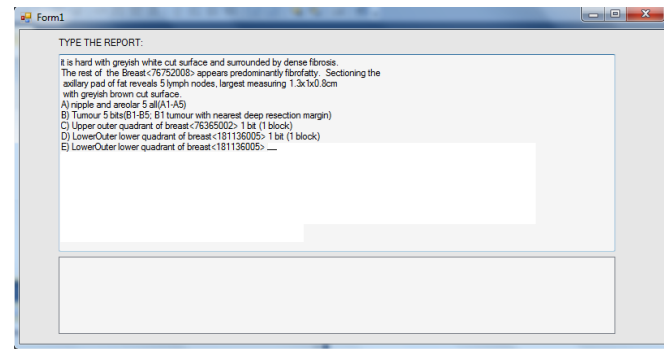 Form1
TYPE THE REPORT:
it is hard with greyish white cut surface and surrounded by dense fibrosis.
The rest of the Breast<76752008> appears predominantly fibrofatty. Sectioning the
axillary pad of fat reveals 5 lymph nodes, largest measuring 1.3x1x0.8cm
with greyish brown cut surface.
A) nipple and areolar 5 all(A1-A5)
B) Tumour 5 bits(B1-B5; B1 tumour with nearest deep resection margin)
C) Upper outer quadrant of breast<76365002> 1 bit (1 block)
D) LowerOuter lower quadrant of breast<181136005> 1 bit (1 block)
E) LowerOuter lower quadrant of breast<181136005> __